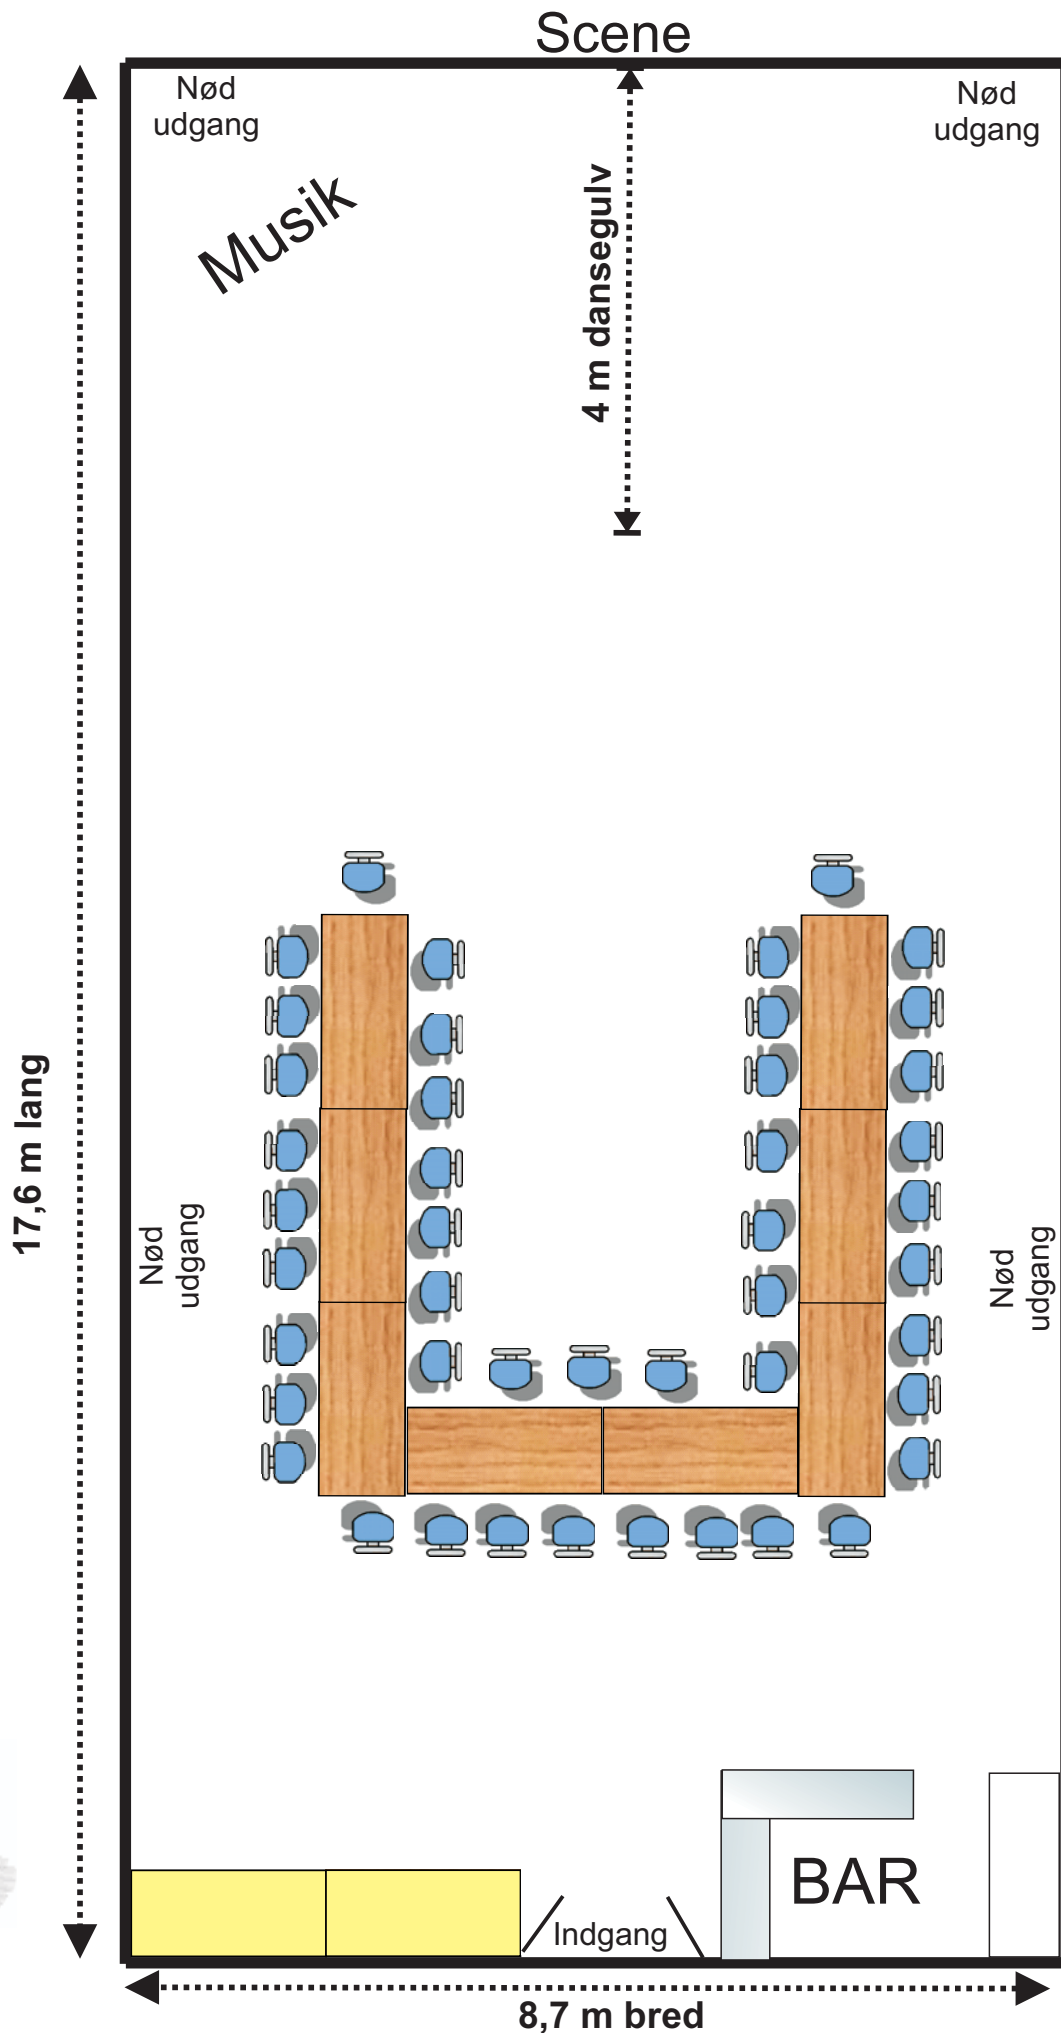 Scene
Nød
udgang
Nød
udgang
Musik
4 m dansegulv
17,6 m lang
Nød
udgang
Nød
udgang
BAR
Indgang
8,7 m bred